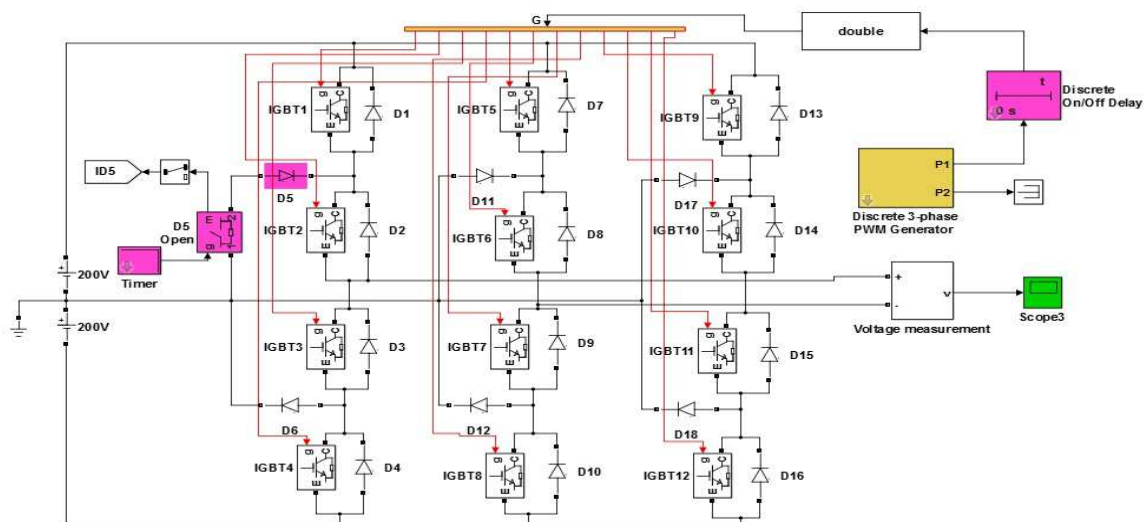 G
double
t
0 s
Discrete
On/Off Delay
g
C
E
IGBT1
D1
g
C
E
IGBT5
D7
g
C
E
IGBT9
D13
ID5
D5
D11
D17
P1
P2
Discrete 3-phase
PWM Generator
E
2
g
1
D5
Open
Timer
g
C
E
IGBT2
D2
g
C
E
IGBT6
D8
g
C
E
IGBT10
D14
+
200V
+
200V
+
-
v
Voltage measurement
Scope3
g
C
E
IGBT3
D3
g
C
E
IGBT7
D9
g
C
E
IGBT11
D15
D6
D12
D18
g
C
E
IGBT4
D4
g
C
E
IGBT8
D10
g
C
E
IGBT12
D16